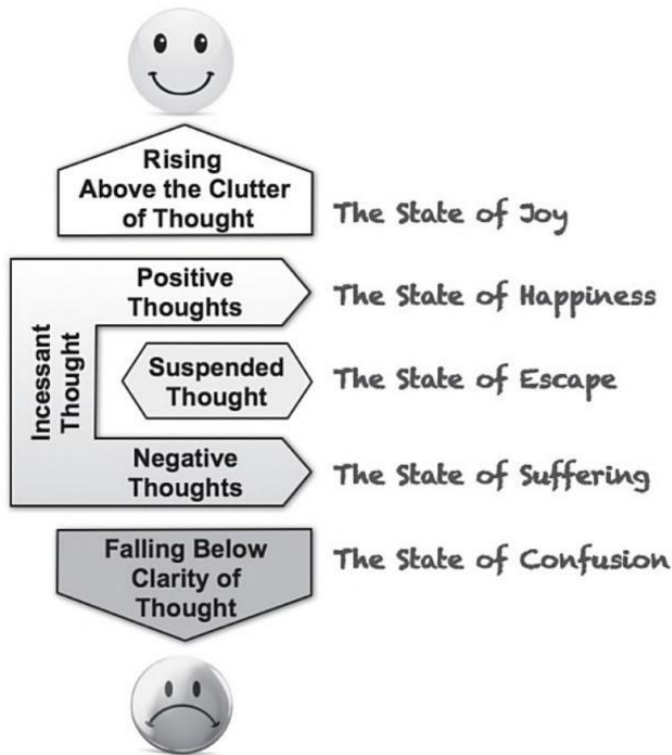 Rising
Above the Clutter
of Thought
The State of Joy
Incessant
Thought
Positive
Thoughts
The State of Happiness
Suspended
Thought
The State of Escape
Negative
Thoughts
The State of Suffering
Falling Below
Clarity of
Thought
The State of Confusion